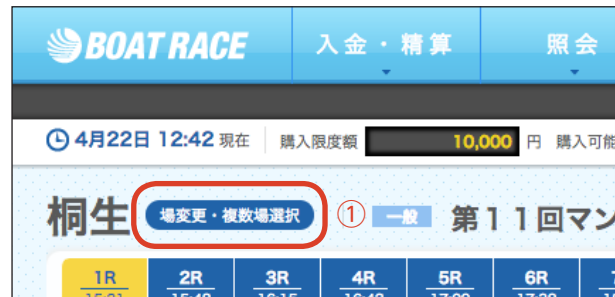 BOAT RACE 入金・精算 照会
4月22日 12:42 現在 購入限度額 10,000 円 購入可能
桐生 場変更・複数場選択 ① 一般 第11回マン
1R 2R 3R 4R 5R 6R